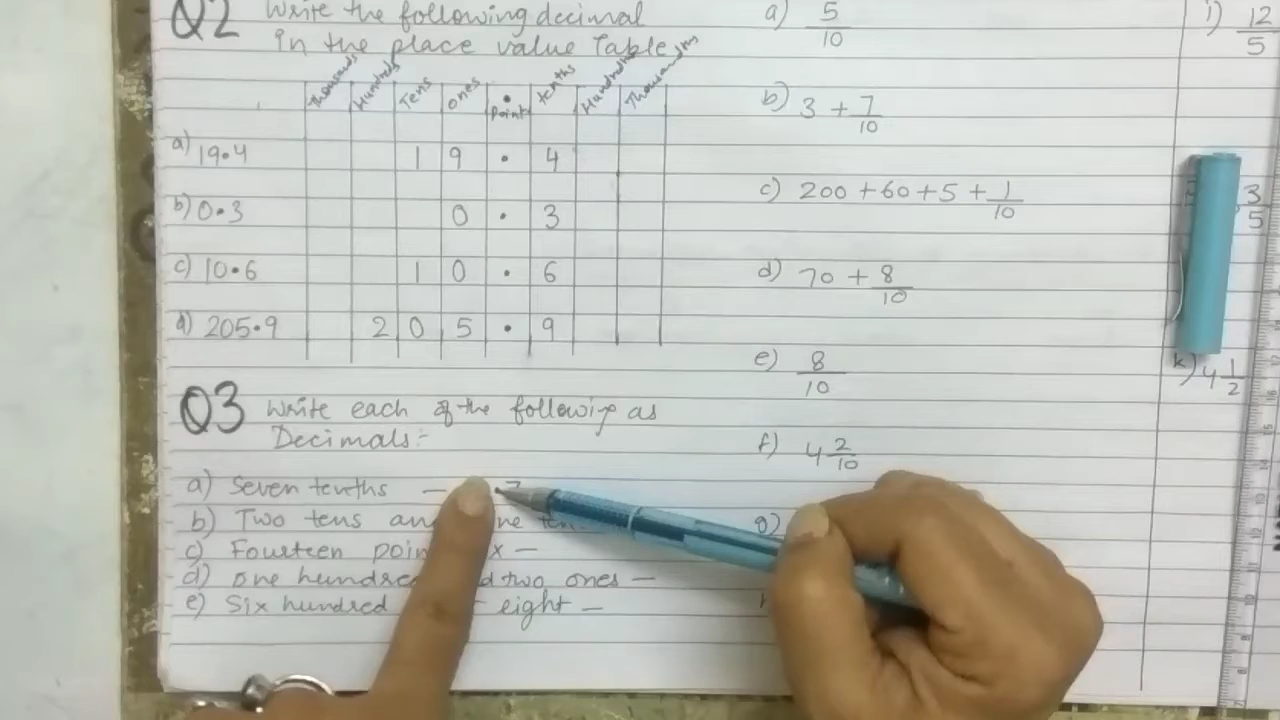 Q2 Write the following decimal
in the place value Table
Thousands Hundreds Tens ones • Point tenths Hundredths Thousandths
a) 19.4 1 9 . 4
b) 0.3 0 . 3
c) 10.6 1 0 . 6
d) 205.9 2 0 5 . 9
Q3 Write each of the following as
Decimals:-
a) Seven tenths — .7
b) Two tens
c) Fourteen — 
d) one two ones —
e) Six hundred eight —
a) 5/10
b) 3 + 7/10
c) 200 + 60 + 5 + 1/10
d) 70 + 8/10
e) 8/10
f) 4 2/10
g)
i) 12/5
3/5
k) 4 1/2